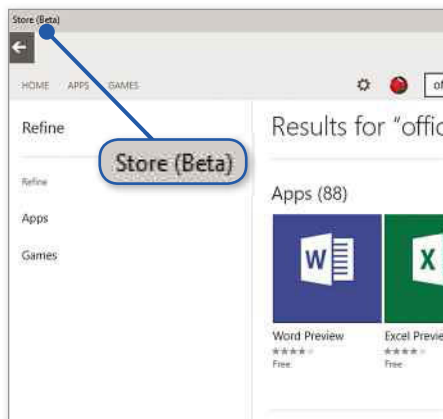 Store (Beta)
HOME APPS GAMES
of
Refine
Results for "offic
Store (Beta)
Refine
Apps (88)
Apps
Games
W
X
Word Preview Excel Previe
Free Free